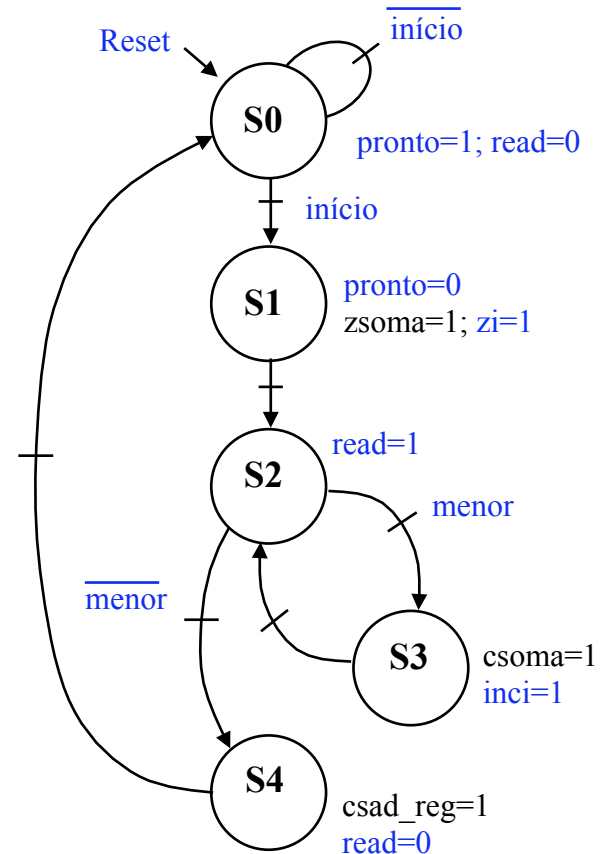 início
Reset
S0
pronto=1; read=0
início
S1
pronto=0
zsoma=1; zi=1
read=1
S2
menor
menor
S3
csoma=1
inci=1
S4
csad_reg=1
read=0